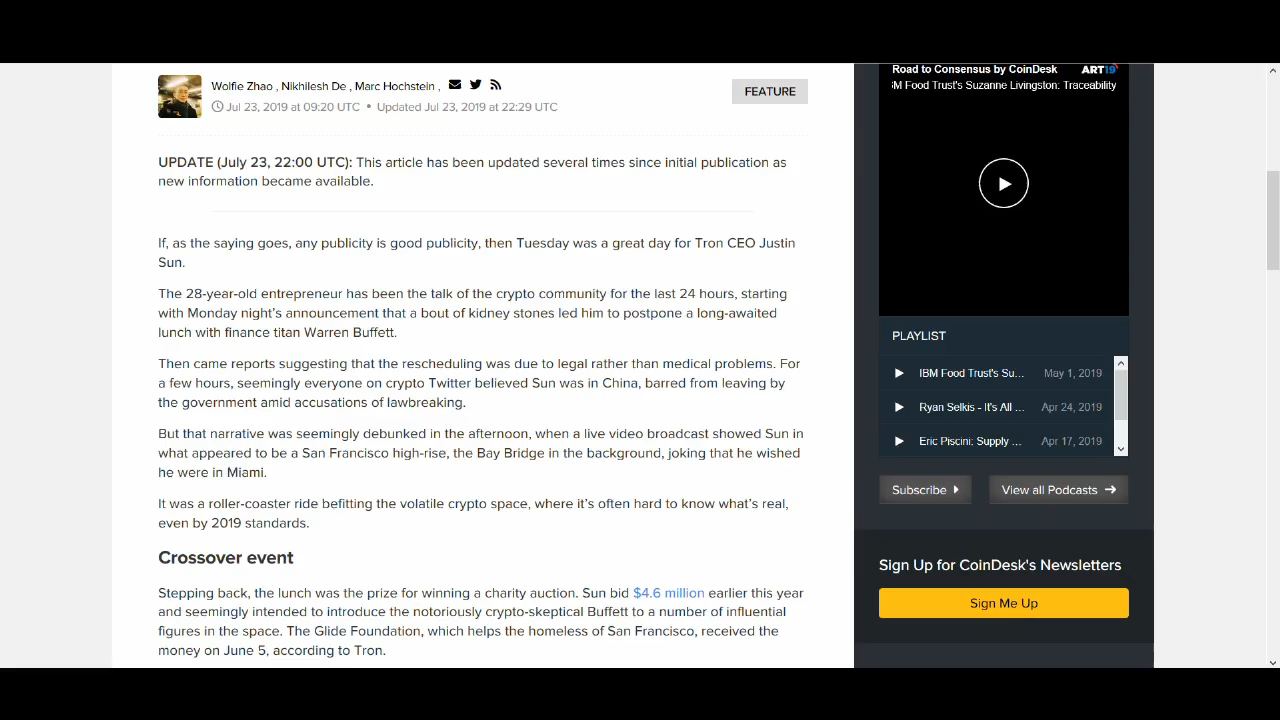 Wolfie Zhao , Nikhilesh De , Marc Hochstein ,
Jul 23, 2019 at 09:20 UTC • Updated Jul 23, 2019 at 22:29 UTC
FEATURE
UPDATE (July 23, 22:00 UTC): This article has been updated several times since initial publication as
new information became available.
If, as the saying goes, any publicity is good publicity, then Tuesday was a great day for Tron CEO Justin
Sun.
The 28-year-old entrepreneur has been the talk of the crypto community for the last 24 hours, starting
with Monday night’s announcement that a bout of kidney stones led him to postpone a long-awaited
lunch with finance titan Warren Buffett.
Then came reports suggesting that the rescheduling was due to legal rather than medical problems. For
a few hours, seemingly everyone on crypto Twitter believed Sun was in China, barred from leaving by
the government amid accusations of lawbreaking.
But that narrative was seemingly debunked in the afternoon, when a live video broadcast showed Sun in
what appeared to be a San Francisco high-rise, the Bay Bridge in the background, joking that he wished
he were in Miami.
It was a roller-coaster ride befitting the volatile crypto space, where it’s often hard to know what’s real,
even by 2019 standards.
Crossover event
Stepping back, the lunch was the prize for winning a charity auction. Sun bid $4.6 million earlier this year
and seemingly intended to introduce the notoriously crypto-skeptical Buffett to a number of influential
figures in the space. The Glide Foundation, which helps the homeless of San Francisco, received the
money on June 5, according to Tron.
Road to Consensus by CoinDesk
ART19
M Food Trust's Suzanne Livingston: Traceability
PLAYLIST
IBM Food Trust's Su... May 1, 2019
Ryan Selkis - It's All ... Apr 24, 2019
Eric Piscini: Supply ... Apr 17, 2019
Subscribe
View all Podcasts
Sign Up for CoinDesk's Newsletters
Sign Me Up